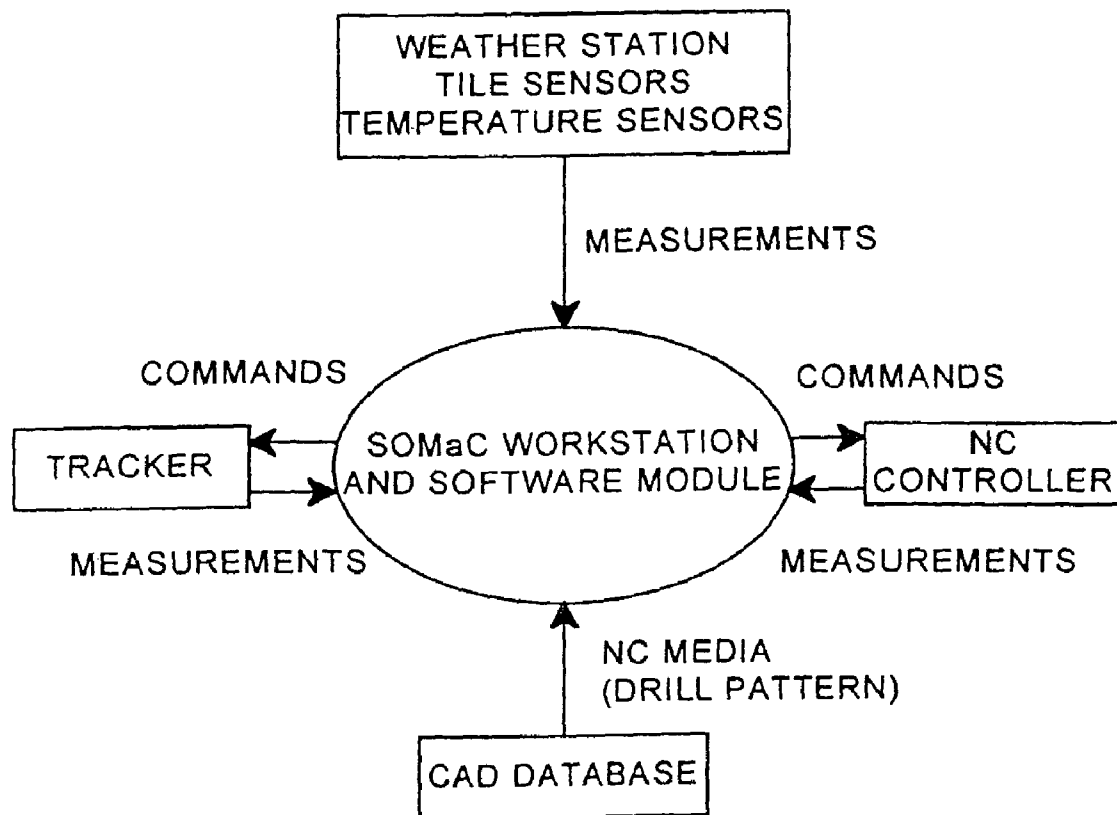 WEATHER STATION
TILE SENSORS
TEMPERATURE SENSORS
MEASUREMENTS
COMMANDS
COMMANDS
TRACKER
SOMaC WORKSTATION
AND SOFTWARE MODULE
NC
CONTROLLER
MEASUREMENTS
MEASUREMENTS
NC MEDIA
(DRILL PATTERN)
CAD DATABASE